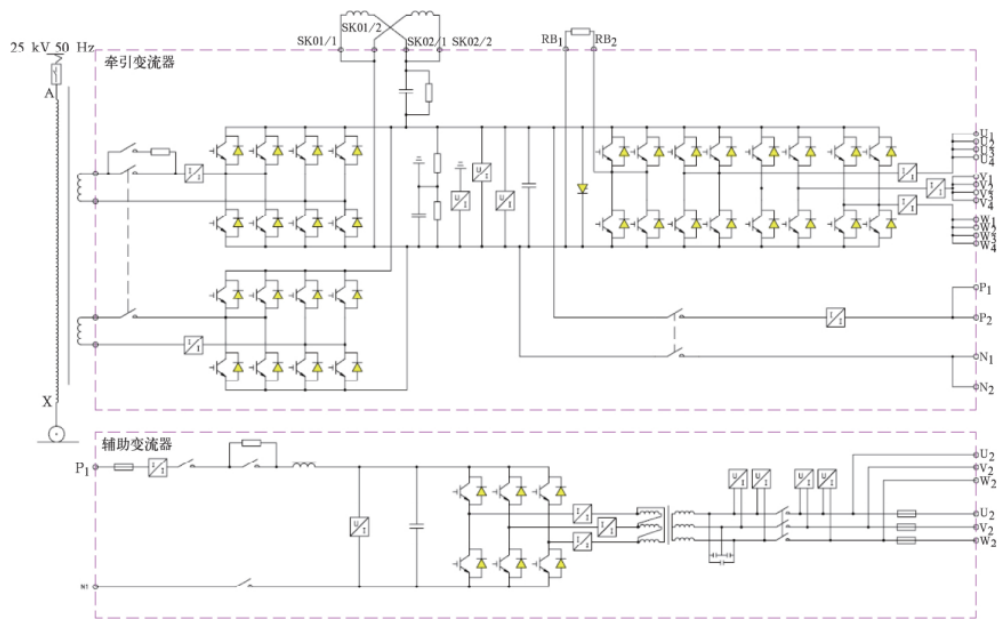 SK01/2
SK01/1
SK02/1
SK02/2
RB1
RB2
25 kV 50 Hz
牵引变流器
A
U1
U2
U3
U4
V1
V2
V3
V4
W1
W2
W3
W4
P1
P2
N1
N2
X
辅助变流器
P1
N1
U2
V2
W2
U2
V2
W2